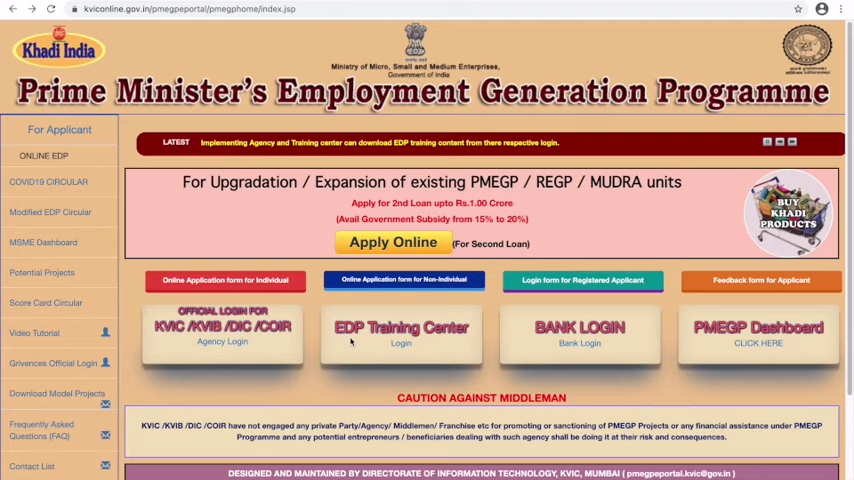 kviconline.gov.in/pmegpeportal/pmegphome/index.jsp
Khadi India
Ministry of Micro, Small and Medium Enterprises,
Government of India
Prime Minister's Employment Generation Programme
For Applicant
ONLINE EDP
COVID19 CIRCULAR
Modified EDP Circular
MSME Dashboard
Potential Projects
Score Card Circular
Video Tutorial
Grivences Official Login
Download Model Projects
Frequently Asked
Questions (FAQ)
Contact List
LATEST Implementing Agency and Training center can download EDP training content from there respective login.
For Upgradation / Expansion of existing PMEGP / REGP / MUDRA units
Apply for 2nd Loan upto Rs.1.00 Crore
(Avail Government Subsidy from 15% to 20%)
Apply Online (For Second Loan)
BUY
KHADI
PRODUCTS
Online Application form for Individual
Online Application form for Non-Individual
Login form for Registered Applicant
Feedback form for Applicant
OFFICIAL LOGIN FOR
KVIC /KVIB /DIC /COIR
Agency Login
EDP Training Center
Login
BANK LOGIN
Bank Login
PMEGP Dashboard
CLICK HERE
CAUTION AGAINST MIDDLEMAN
KVIC /KVIB /DIC /COIR have not engaged any private Party/Agency/ Middlemen/ Franchise etc for promoting or sanctioning of PMEGP Projects or any financial assistance under PMEGP
Programme and any potential entrepreneurs / beneficiaries dealing with such agency shall be doing it at their risk and consequences.
DESIGNED AND MAINTAINED BY DIRECTORATE OF INFORMATION TECHNOLOGY, KVIC, MUMBAI ( pmegpeportal.kvic@gov.in )